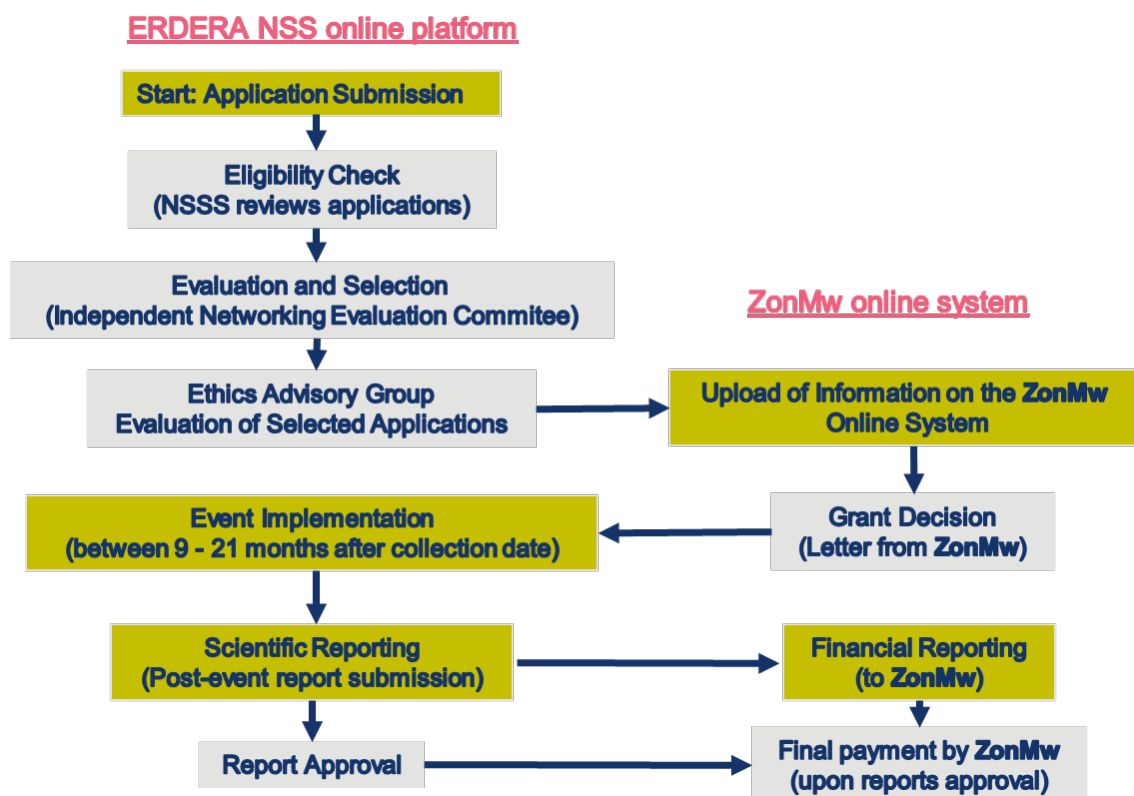 ERDERA NSS online platform
Start: Application Submission
Eligibility Check
(NSSS reviews applications)
Evaluation and Selection
(Independent Networking Evaluation Commitee)
Ethics Advisory Group
Evaluation of Selected Applications
ZonMw online system
Upload of Information on the ZonMw
Online System
Grant Decision
(Letter from ZonMw)
Event Implementation
(between 9 - 21 months after collection date)
Scientific Reporting
(Post-event report submission)
Financial Reporting
(to ZonMw)
Report Approval
Final payment by ZonMw
(upon reports approval)